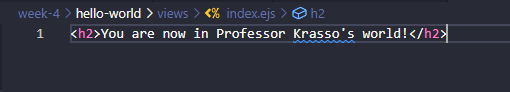 week-4 > hello-world > views > <% index.ejs > h2
1 <h2>You are now in Professor Krasso's world!</h2>